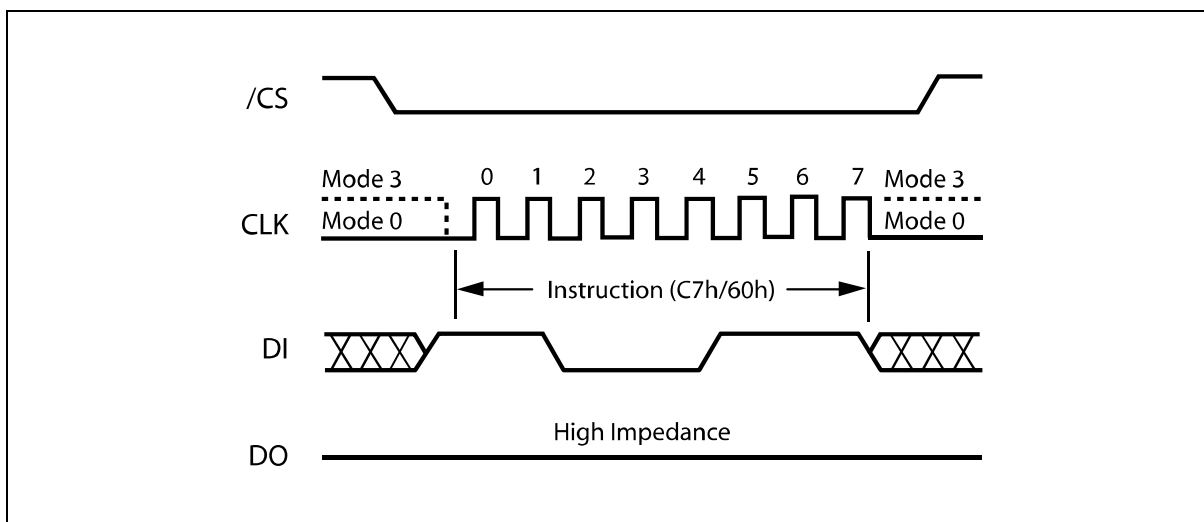 /CS
Mode 3 0 1 2 3 4 5 6 7 Mode 3
CLK Mode 0 Mode 0
Instruction (C7h/60h)
DI
High Impedance
DO